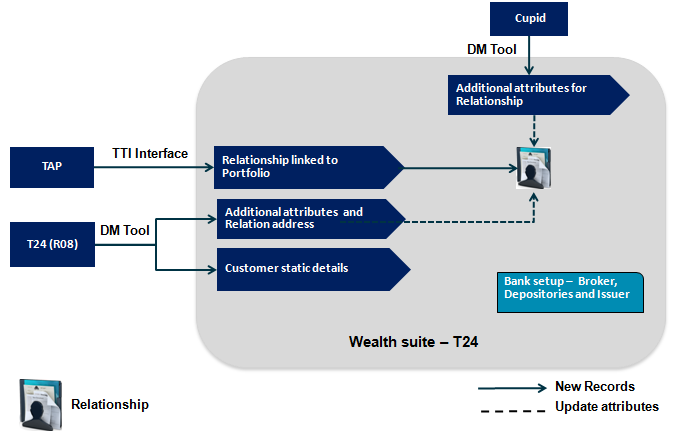 Cupid
DM Tool
Additional attributes for
Relationship
TTI Interface
TAP
Relationship linked to
Portfolio
DM Tool
T24 (R08)
Additional attributes and
Relation address
Customer static details
Bank setup – Broker,
Depositories and Issuer
Wealth suite – T24
Relationship
New Records
Update attributes